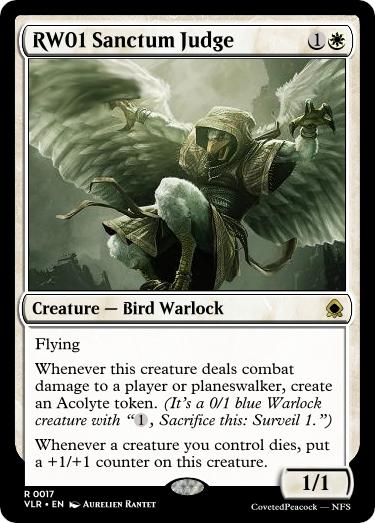 RW01 Sanctum Judge 1
Creature — Bird Warlock
Flying
Whenever this creature deals combat
damage to a player or planeswalker, create
an Acolyte token. (It's a 0/1 blue Warlock
creature with “1, Sacrifice this: Surveil 1.”)
Whenever a creature you control dies, put
a +1/+1 counter on this creature.
1/1
R 0017
VLR • EN Aurelien Rantet
CovetedPeacock — NFS